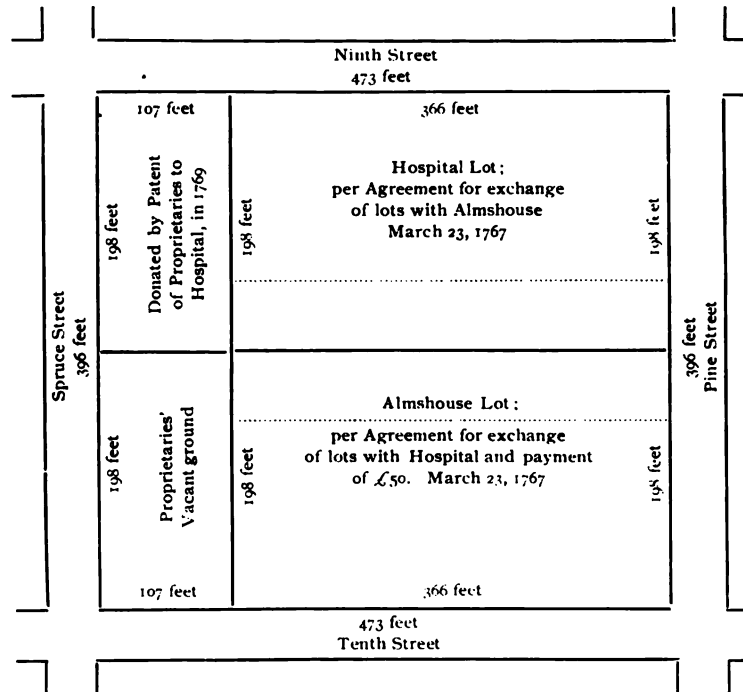 Ninth Street
473 feet
107 feet
366 feet
198 feet
Donated by Patent
of Proprietaries to
Hospital, in 1769
198 feet
Hospital Lot;
per Agreement for exchange
of lots with Almshouse
March 23, 1767
198 feet
Spruce Street
396 feet
396 feet
Pine Street
198 feet
Proprietaries'
Vacant ground
198 feet
Almshouse Lot;
per Agreement for exchange
of lots with Hospital and payment
of £50. March 23, 1767
198 feet
107 feet
366 feet
473 feet
Tenth Street